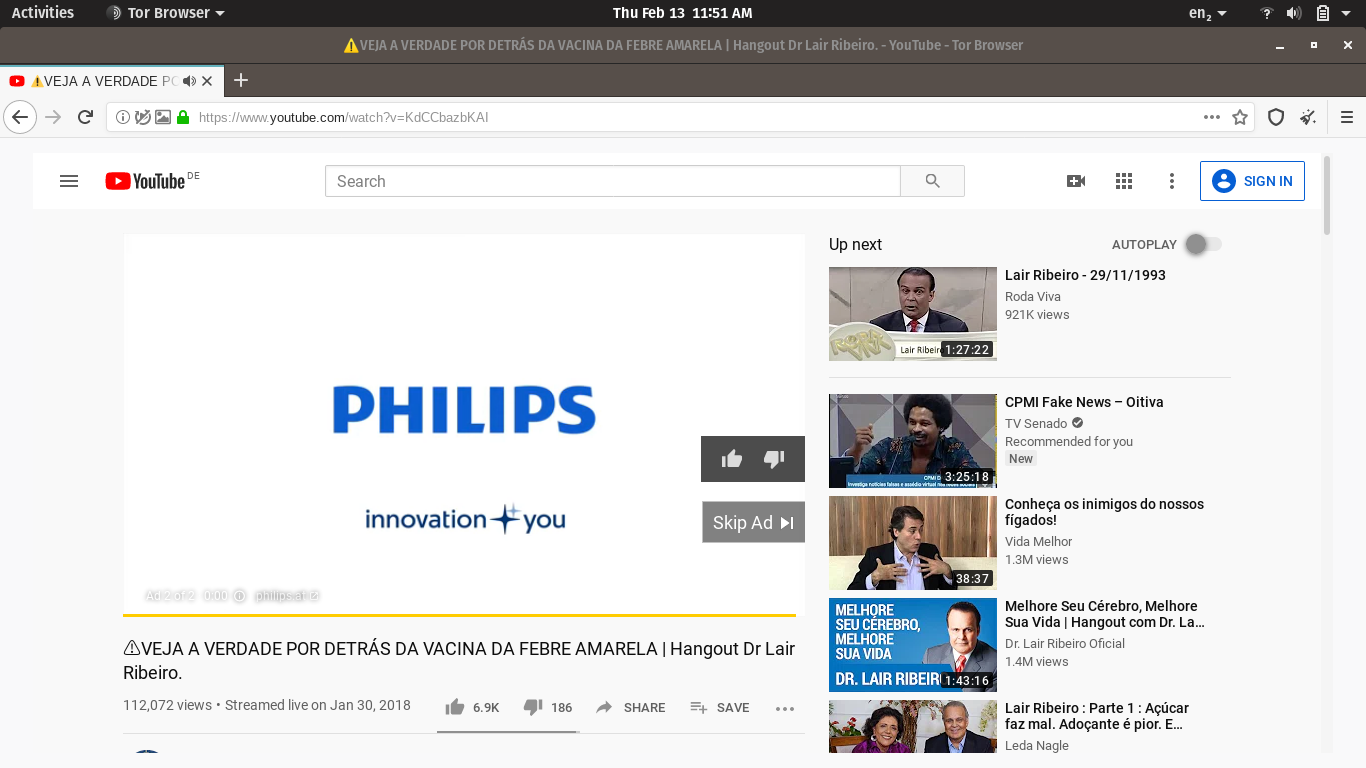 Activities
Tor Browser
Thu Feb 13 11:51 AM
en₂
⚠VEJA A VERDADE POR DETRÁS DA VACINA DA FEBRE AMARELA | Hangout Dr Lair Ribeiro. - YouTube - Tor Browser
⚠VEJA A VERDADE PO
https://www.youtube.com/watch?v=KdCCbazbKAI
YouTube DE
Search
SIGN IN
PHILIPS
innovation you
Skip Ad
Ad 2 of 2 · 0:00
philips.at
⚠VEJA A VERDADE POR DETRÁS DA VACINA DA FEBRE AMARELA | Hangout Dr Lair
Ribeiro.
112,072 views • Streamed live on Jan 30, 2018
6.9K
186
SHARE
SAVE
Up next
AUTOPLAY
Lair Ribeiro
1:27:22
Lair Ribeiro - 29/11/1993
Roda Viva
921K views
3:25:18
CPMI Fake News – Oitiva
TV Senado
Recommended for you
New
38:37
Conheça os inimigos do nossos
fígados!
Vida Melhor
1.3M views
MELHORE
SEU CÉREBRO,
MELHORE
SUA VIDA
DR. LAIR RIBEIRO
1:43:16
Melhore Seu Cérebro, Melhore
Sua Vida | Hangout com Dr. La…
Dr. Lair Ribeiro Oficial
1.4M views
Lair Ribeiro : Parte 1 : Açúcar
faz mal. Adoçante é pior. E…
Leda Nagle